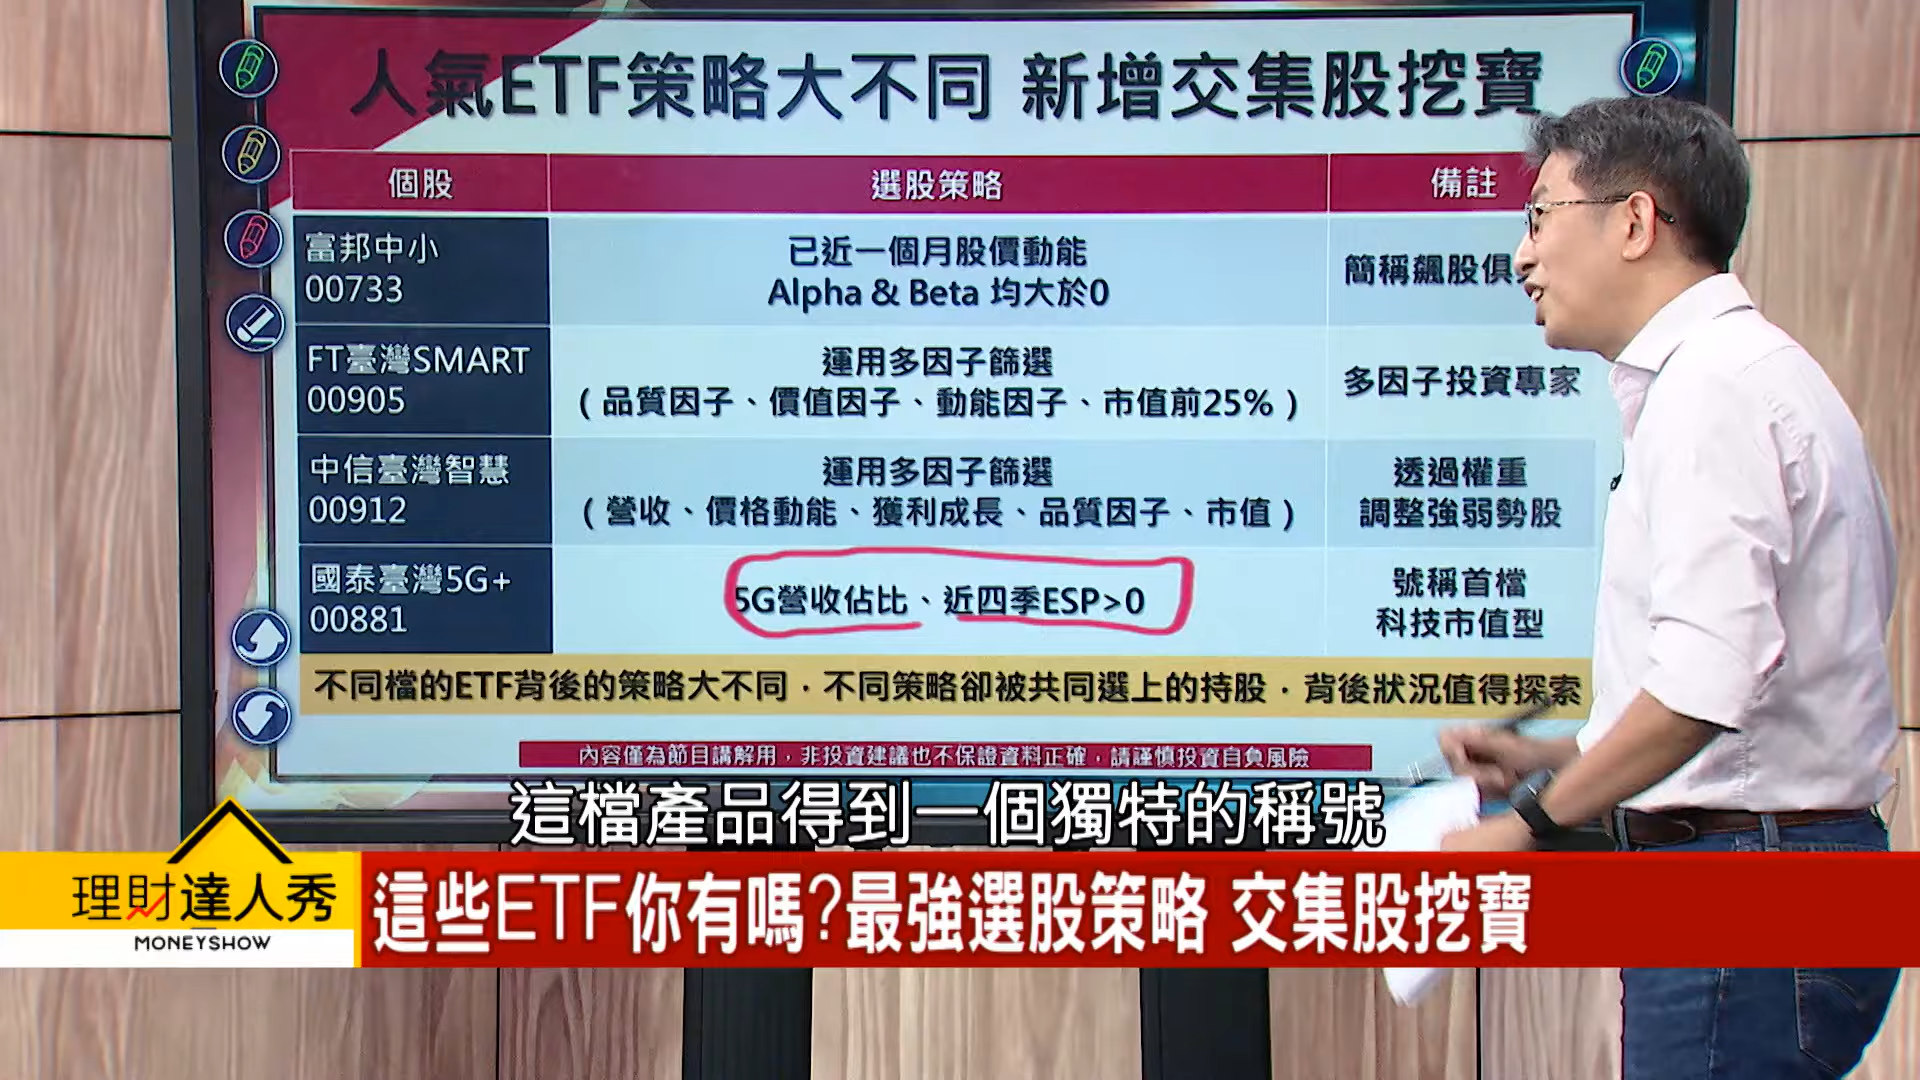 人氣ETF策略大不同 新增交集股挖寶
個股
選股策略
備註
富邦中小
00733
已近一個月股價動能
Alpha & Beta 均大於0
簡稱飆股俱
FT臺灣SMART
00905
運用多因子篩選
(品質因子、價值因子、動能因子、市值前25%)
多因子投資專家
中信臺灣智慧
00912
運用多因子篩選
(營收、價格動能、獲利成長、品質因子、市值)
透過權重
調整強弱勢股
國泰臺灣5G+
00881
5G營收佔比、近四季ESP>0
號稱首檔
科技市值型
不同檔的ETF背後的策略大不同，不同策略卻被共同選上的持股，背後狀況值得探索
內容僅為節目講解用，非投資建議也不保證資料正確，請謹慎投資自負風險
這檔產品得到一個獨特的稱號
理財達人秀
MONEYSHOW
這些ETF你有嗎?最強選股策略 交集股挖寶